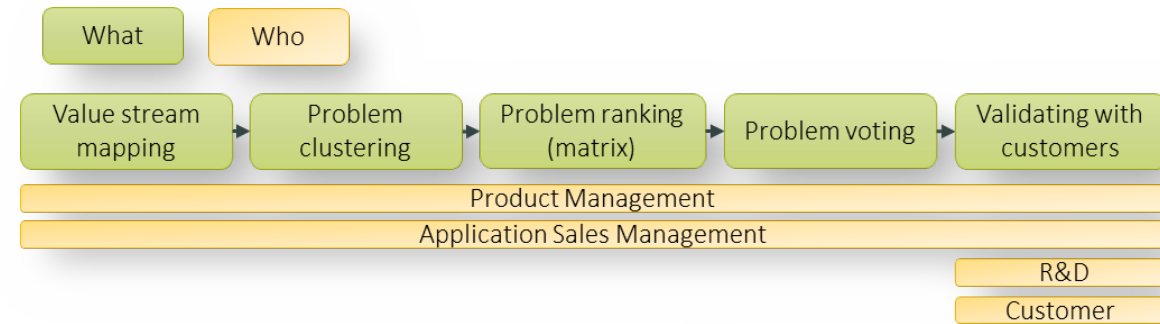 What
Who
Value stream
mapping
Problem
clustering
Problem ranking
(matrix)
Problem voting
Validating with
customers
Product Management
Application Sales Management
R&D
Customer